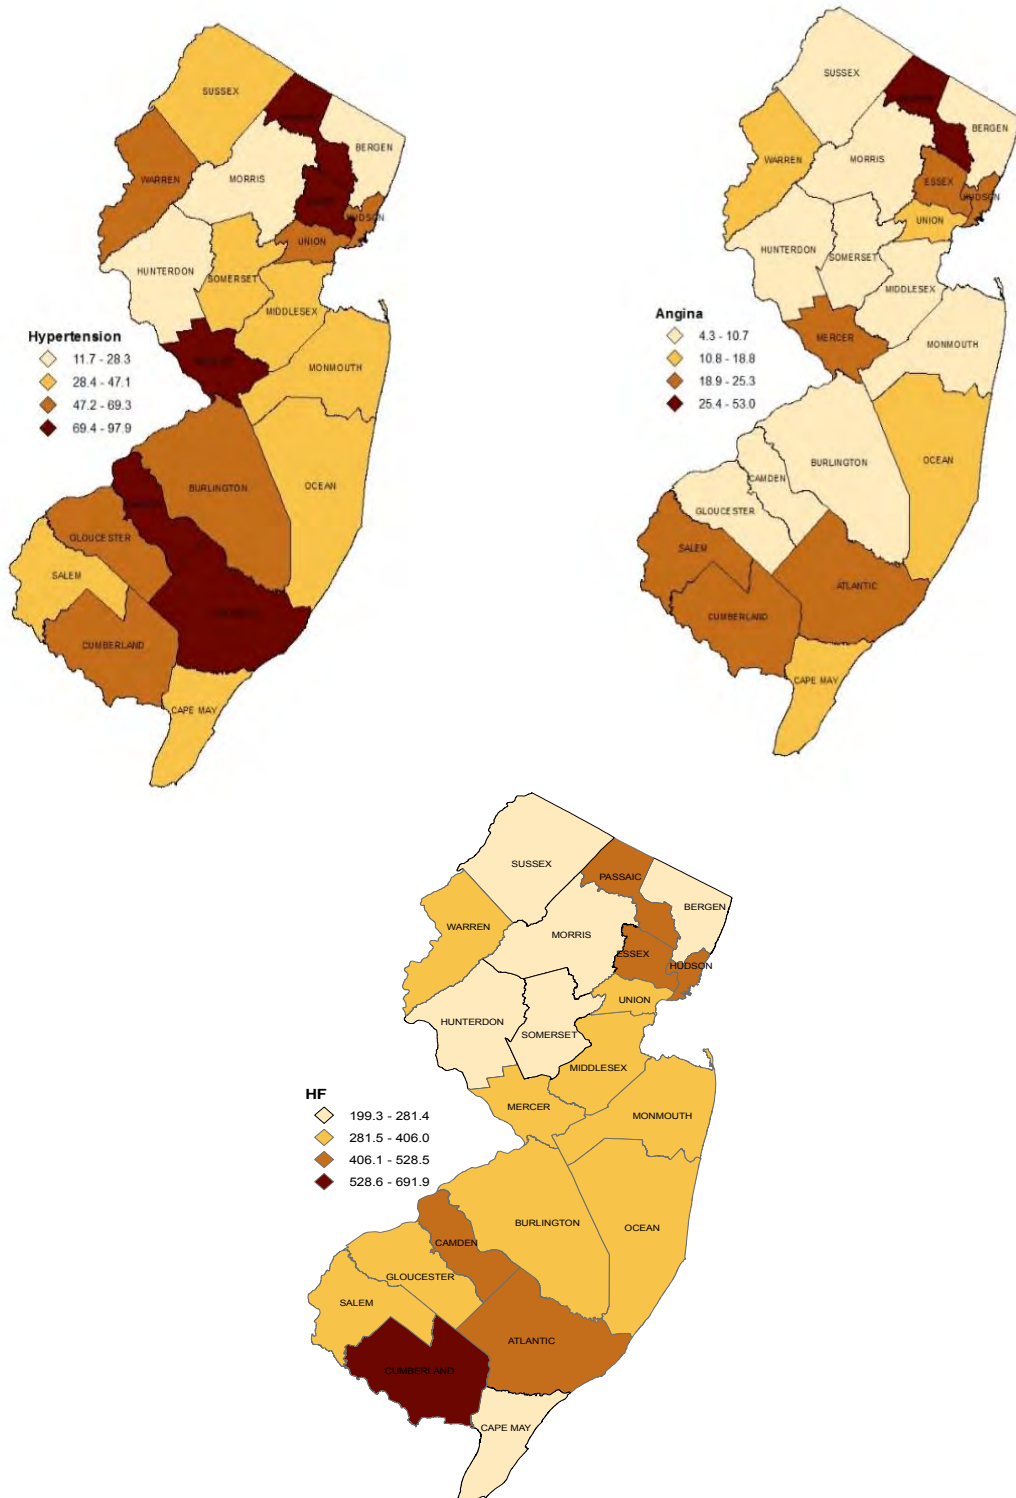 SUSSEX
WARREN
MORRIS
BERGEN
HUDSON
UNION
HUNTERDON
SOMERSET
MIDDLESEX
MONMOUTH
Hypertension
11.7 - 28.3
28.4 - 47.1
47.2 - 69.3
69.4 - 97.9
BURLINGTON
OCEAN
GLOUCESTER
SALEM
CUMBERLAND
CAPE MAY
SUSSEX
BERGEN
WARREN
MORRIS
ESSEX
HUDSON
UNION
HUNTERDON
SOMERSET
MIDDLESEX
Angina
4.3 - 10.7
10.8 - 18.8
18.9 - 25.3
25.4 - 53.0
MERCER
MONMOUTH
BURLINGTON
OCEAN
CAMDEN
GLOUCESTER
SALEM
ATLANTIC
CUMBERLAND
CAPE MAY
SUSSEX
PASSAIC
BERGEN
WARREN
MORRIS
ESSEX
HUDSON
UNION
HUNTERDON
SOMERSET
MIDDLESEX
HF
199.3 - 281.4
281.5 - 406.0
406.1 - 528.5
528.6 - 691.9
MERCER
MONMOUTH
BURLINGTON
OCEAN
CAMDEN
GLOUCESTER
SALEM
ATLANTIC
CUMBERLAND
CAPE MAY